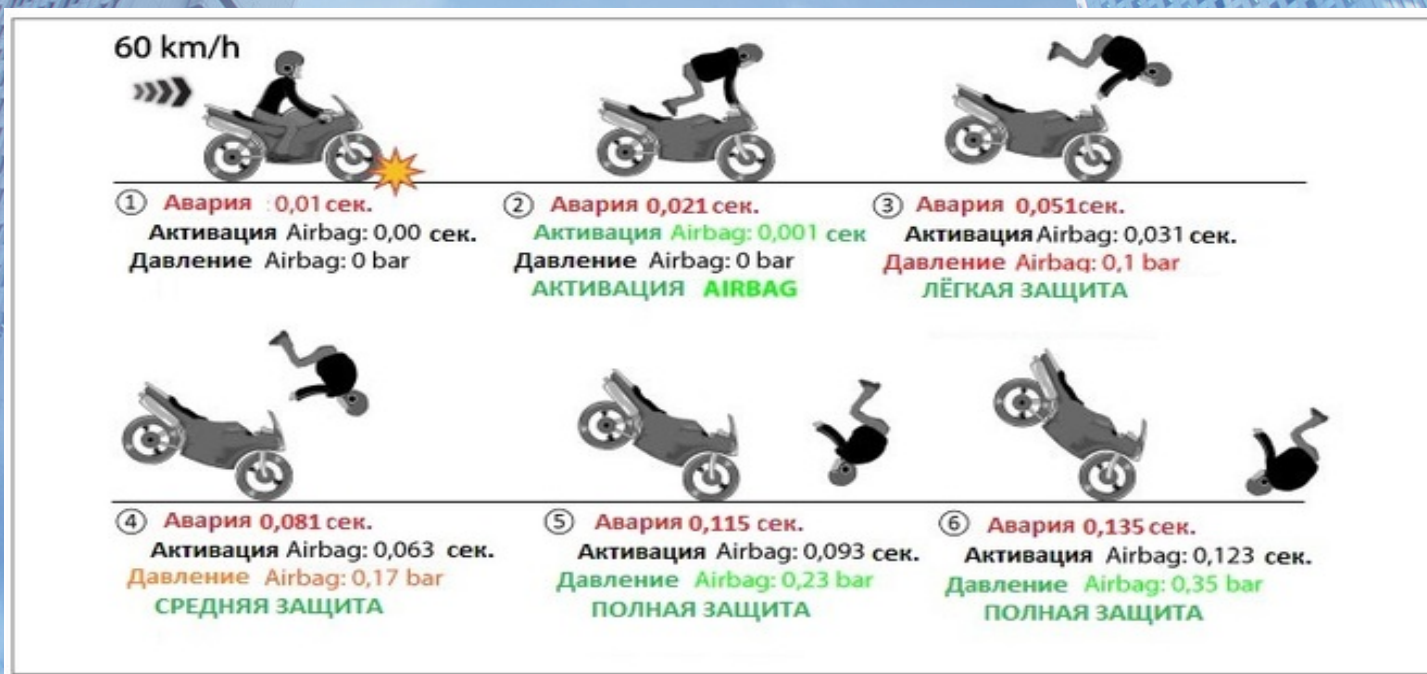 60 km/h
① Авария :0,01 сек.
Активация Airbag: 0,00 сек.
Давление Airbag: 0 bar
② Авария 0,021 сек.
Активация Airbag: 0,001 сек
Давление Airbag: 0 bar
АКТИВАЦИЯ AIRBAG
③ Авария 0,051сек.
Активация Airbag: 0,031 сек.
Давление Airbag: 0,1 bar
ЛЁГКАЯ ЗАЩИТА
④ Авария 0,081 сек.
Активация Airbag: 0,063 сек.
Давление Airbag: 0,17 bar
СРЕДНЯЯ ЗАЩИТА
⑤ Авария 0,115 сек.
Активация Airbag: 0,093 сек.
Давление Airbag: 0,23 bar
ПОЛНАЯ ЗАЩИТА
⑥ Авария 0,135 сек.
Активация Airbag: 0,123 сек.
Давление Airbag: 0,35 bar
ПОЛНАЯ ЗАЩИТА